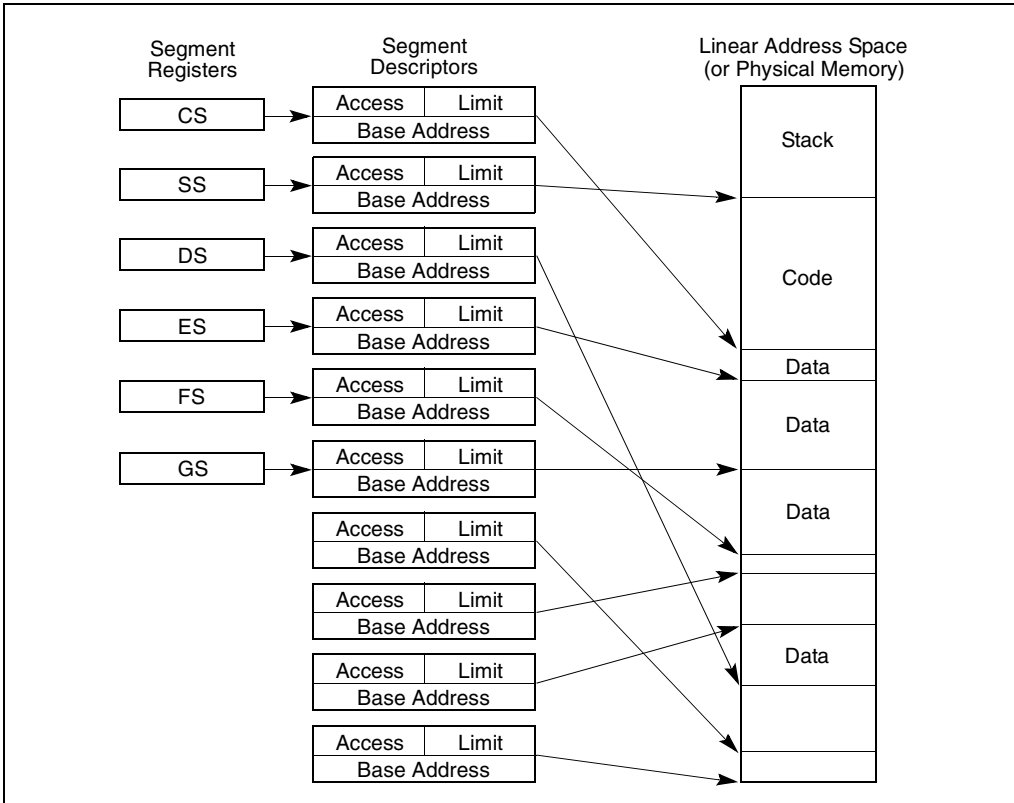 Segment
Registers
Segment
Descriptors
Linear Address Space
(or Physical Memory)
CS
Access Limit
Base Address
Stack
SS
Access Limit
Base Address
DS
Access Limit
Base Address
Code
ES
Access Limit
Base Address
Data
FS
Access Limit
Base Address
Data
GS
Access Limit
Base Address
Data
Access Limit
Base Address
Access Limit
Base Address
Access Limit
Base Address
Data
Access Limit
Base Address